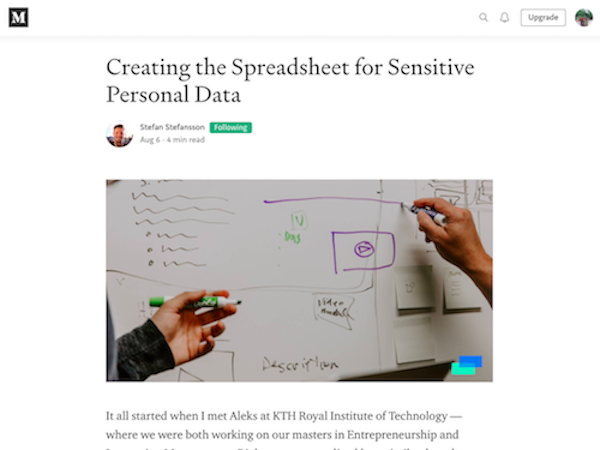 M
Upgrade
Creating the Spreadsheet for Sensitive
Personal Data
Stefan Stefansson Following
Aug 6 · 4 min read
Description
It all started when I met Aleks at KTH Royal Institute of Technology —
where we were both working on our masters in Entrepreneurship and